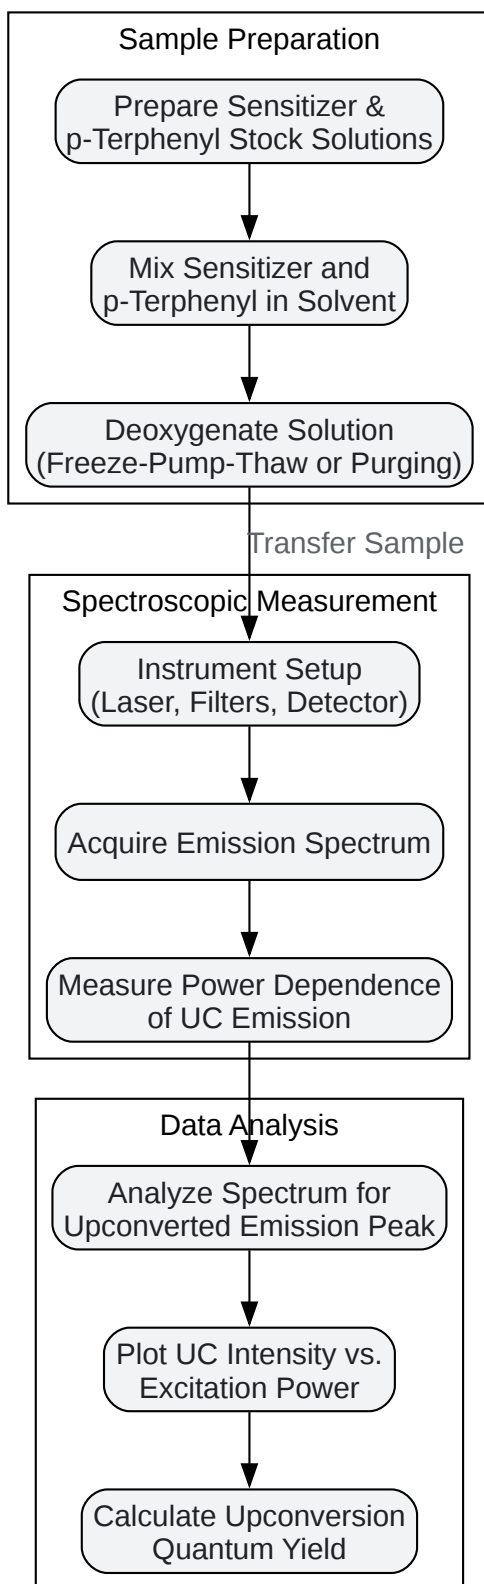 Sample Preparation
Prepare Sensitizer &
p-Terphenyl Stock Solutions
Mix Sensitizer and
p-Terphenyl in Solvent
Deoxygenate Solution
(Freeze-Pump-Thaw or Purging)
Transfer Sample
Spectroscopic Measurement
Instrument Setup
(Laser, Filters, Detector)
Acquire Emission Spectrum
Measure Power Dependence
of UC Emission
Data Analysis
Analyze Spectrum for
Upconverted Emission Peak
Plot UC Intensity vs.
Excitation Power
Calculate Upconversion
Quantum Yield